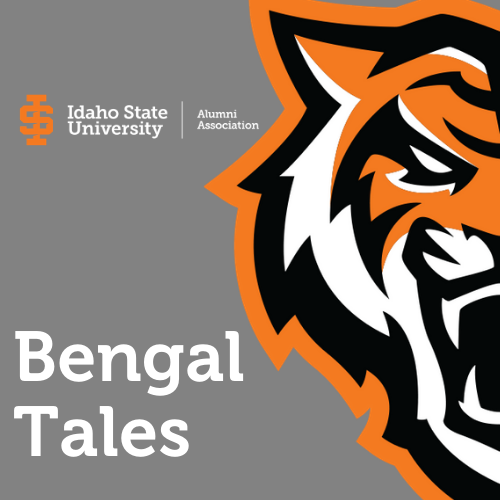 Idaho State
University
Alumni
Association
Bengal
Tales